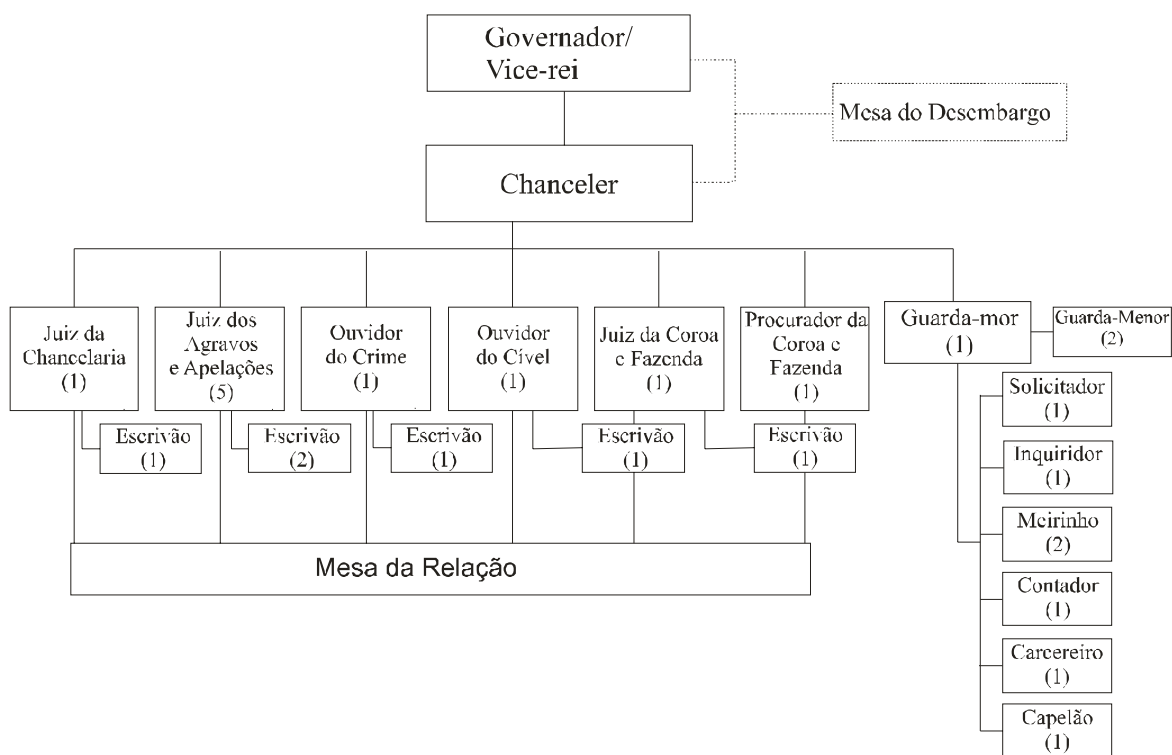 Governador/
Vice-rei
Mesa do Desembargo
Chanceler
Juiz da
Chancelaria
(1)
Juiz dos
Agravos
e Apelações
(5)
Ouvidor
do Crime
(1)
Ouvidor
do Cível
(1)
Juiz da Coroa
e Fazenda
(1)
Procurador da
Coroa e
Fazenda
(1)
Guarda-mor
(1)
Guarda-Menor
(2)
Escrivão
(1)
Escrivão
(2)
Escrivão
(1)
Escrivão
(1)
Escrivão
(1)
Solicitador
(1)
Inquiridor
(1)
Meirinho
(2)
Contador
(1)
Carcereiro
(1)
Capelão
(1)
Mesa da Relação